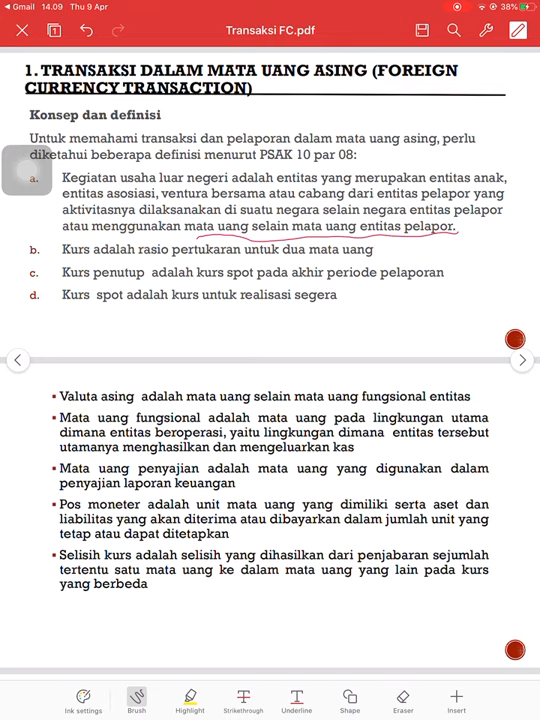 Gmail 14.09 Thu 9 Apr 38%
1 Transaksi FC.pdf
1. TRANSAKSI DALAM MATA UANG ASING (FOREIGN
CURRENCY TRANSACTION)
Konsep dan definisi
Untuk memahami transaksi dan pelaporan dalam mata uang asing, perlu
diketahui beberapa definisi menurut PSAK 10 par 08:
a. Kegiatan usaha luar negeri adalah entitas yang merupakan entitas anak,
entitas asosiasi, ventura bersama atau cabang dari entitas pelapor yang
aktivitasnya dilaksanakan di suatu negara selain negara entitas pelapor
atau menggunakan mata uang selain mata uang entitas pelapor.
b. Kurs adalah rasio pertukaran untuk dua mata uang
c. Kurs penutup adalah kurs spot pada akhir periode pelaporan
d. Kurs spot adalah kurs untuk realisasi segera
▪ Valuta asing adalah mata uang selain mata uang fungsional entitas
▪ Mata uang fungsional adalah mata uang pada lingkungan utama
dimana entitas beroperasi, yaitu lingkungan dimana entitas tersebut
utamanya menghasilkan dan mengeluarkan kas
▪ Mata uang penyajian adalah mata uang yang digunakan dalam
penyajian laporan keuangan
▪ Pos moneter adalah unit mata uang yang dimiliki serta aset dan
liabilitas yang akan diterima atau dibayarkan dalam jumlah unit yang
tetap atau dapat ditetapkan
▪ Selisih kurs adalah selisih yang dihasilkan dari penjabaran sejumlah
tertentu satu mata uang ke dalam mata uang yang lain pada kurs
yang berbeda
Ink settings Brush Highlight Strikethrough Underline Shape Eraser Insert